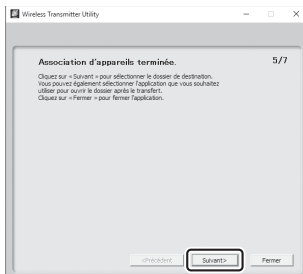 Wireless Transmitter Utility
Association d'appareils terminée.
5/7
Cliquez sur « Suivant » pour sélectionner le dossier de destination.
Vous pouvez également sélectionner l'application que vous souhaitez
utiliser pour ouvrir le dossier après le transfert.
Cliquez sur « Fermer » pour fermer l'application.
<Précédent
Suivant>
Fermer